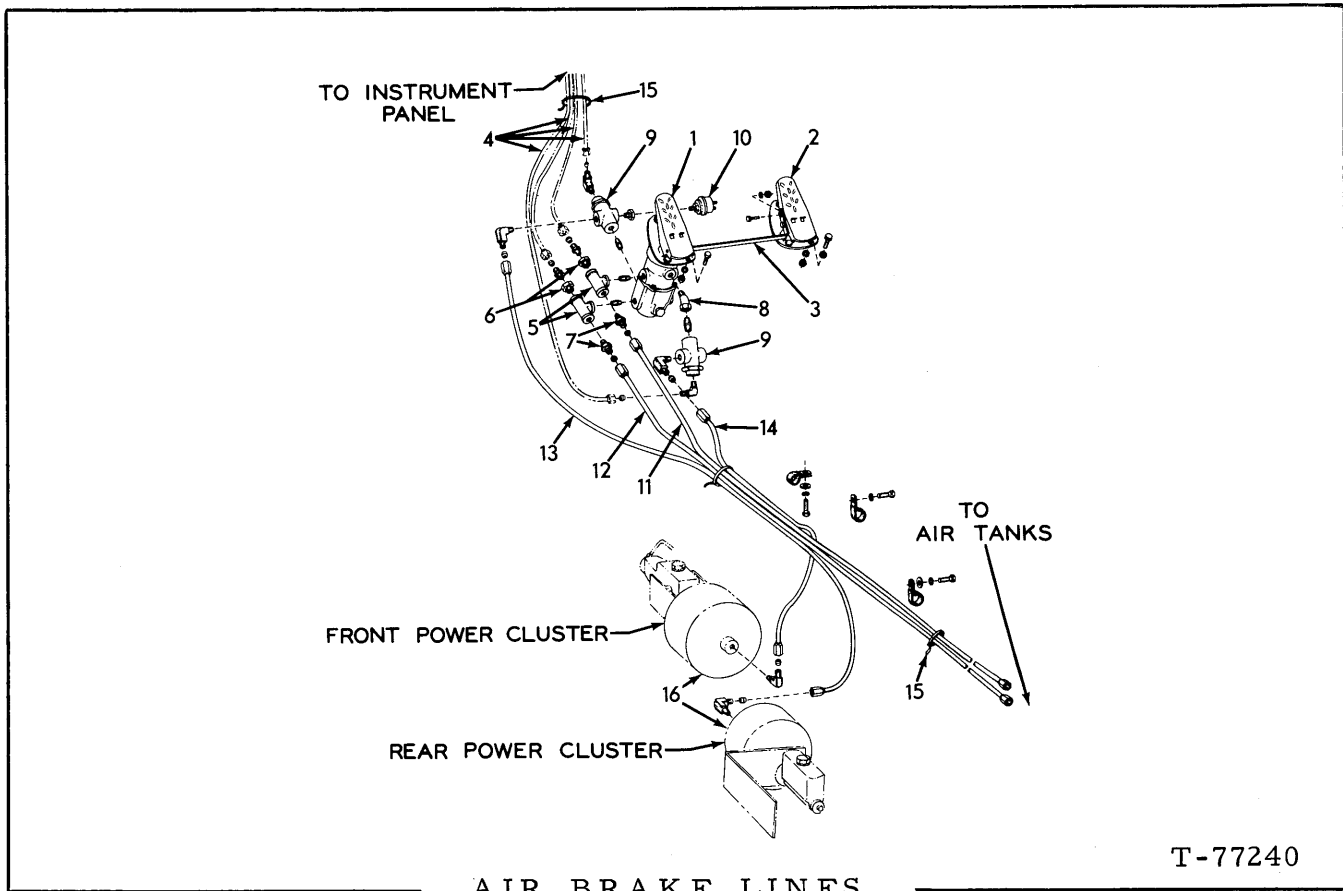 TO INSTRUMENT
PANEL
15
4
9
1
10
2
3
6
5
7
8
9
13
12
11
14
TO
AIR TANKS
FRONT POWER CLUSTER
16
15
REAR POWER CLUSTER
T-77240
AIR BRAKE LINES